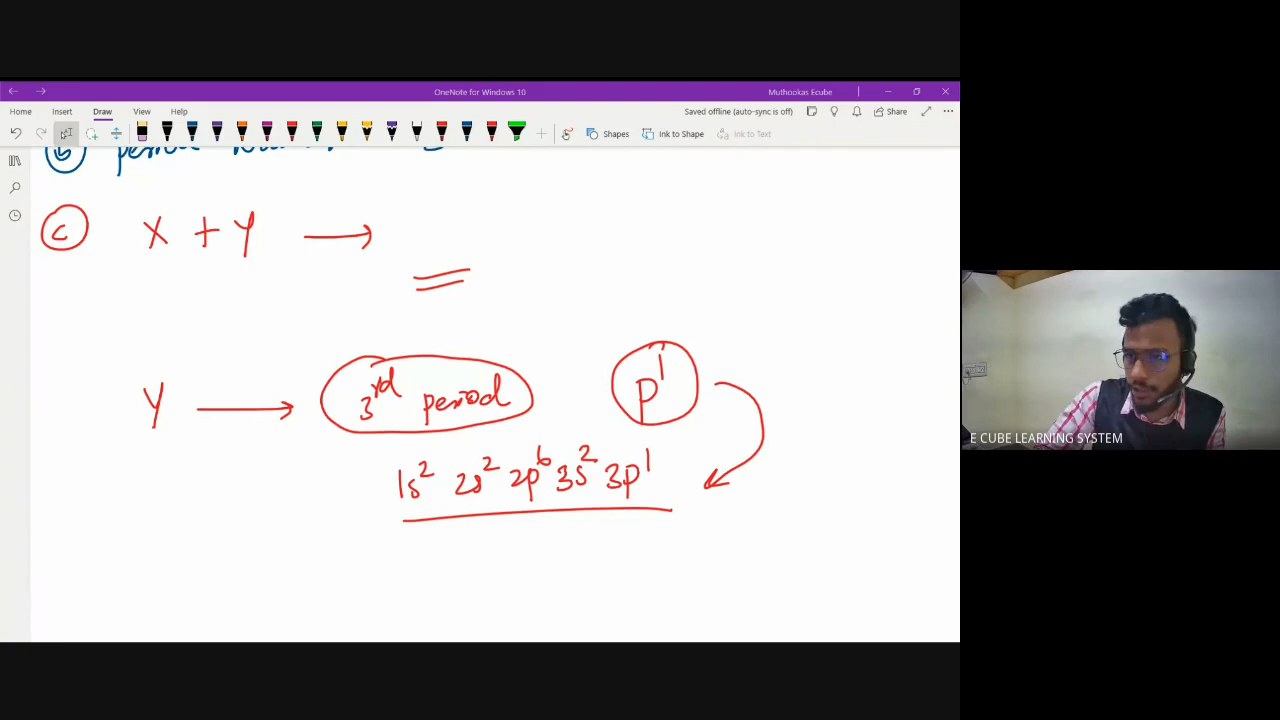 OneNote for Windows 10
Muthookas Ecube
Home Insert Draw View Help
Saved offline (auto-sync is off)
Share
Shapes
Ink to Shape
Ink to Text
b period
c X + Y →
Y → 3rd period p¹
1s² 2s² 2p⁶ 3s² 3p¹
E CUBE LEARNING SYSTEM